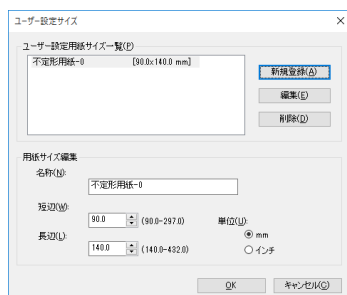 ユーザー設定サイズ
ユーザー設定用紙サイズ一覧(P)
不定形用紙-0 [90.0x140.0 mm]
新規登録(A)
編集(E)
削除(D)
用紙サイズ編集
名称(N):
不定形用紙-0
短辺(W):
90.0 (90.0-297.0)
単位(U):
長辺(L):
mm
140.0 (140.0-432.0)
インチ
OK
キャンセル(C)